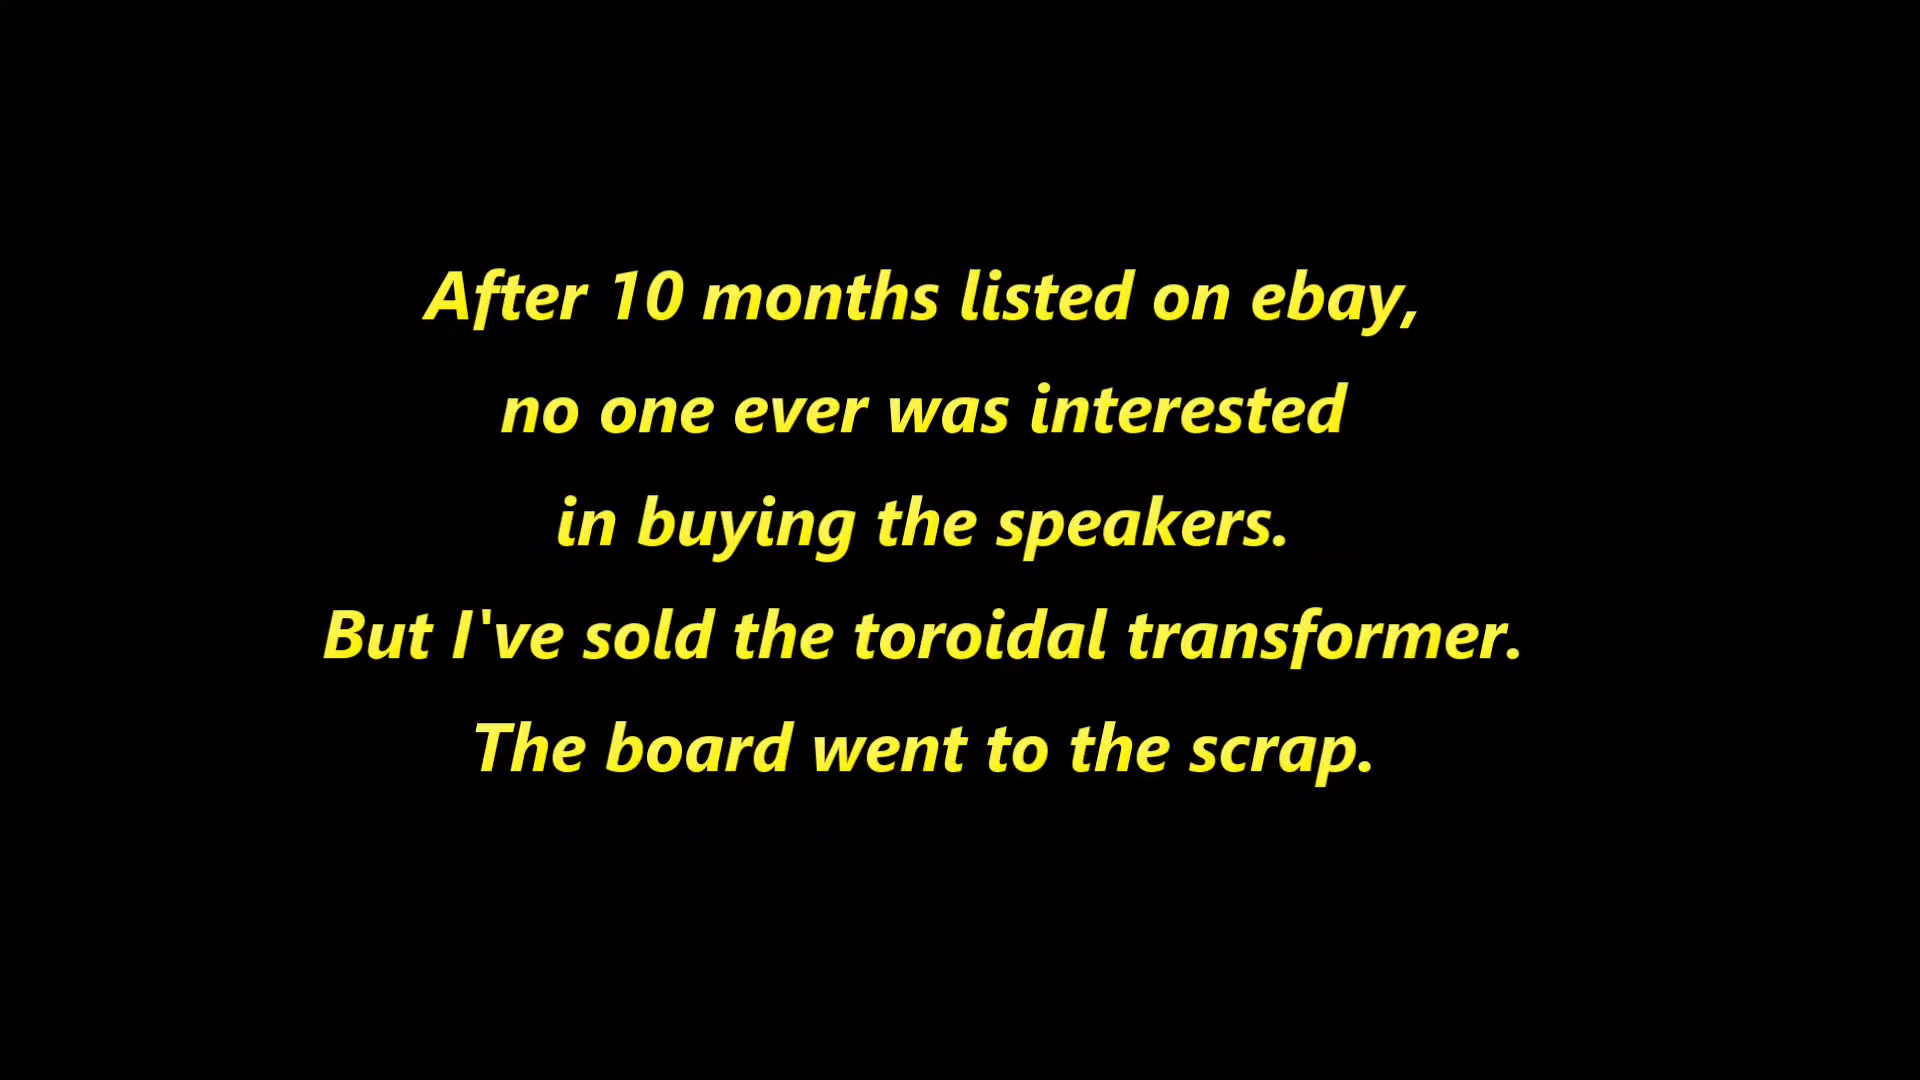 After 10 months listed on ebay,
no one ever was interested
in buying the speakers.
But I've sold the toroidal transformer.
The board went to the scrap.